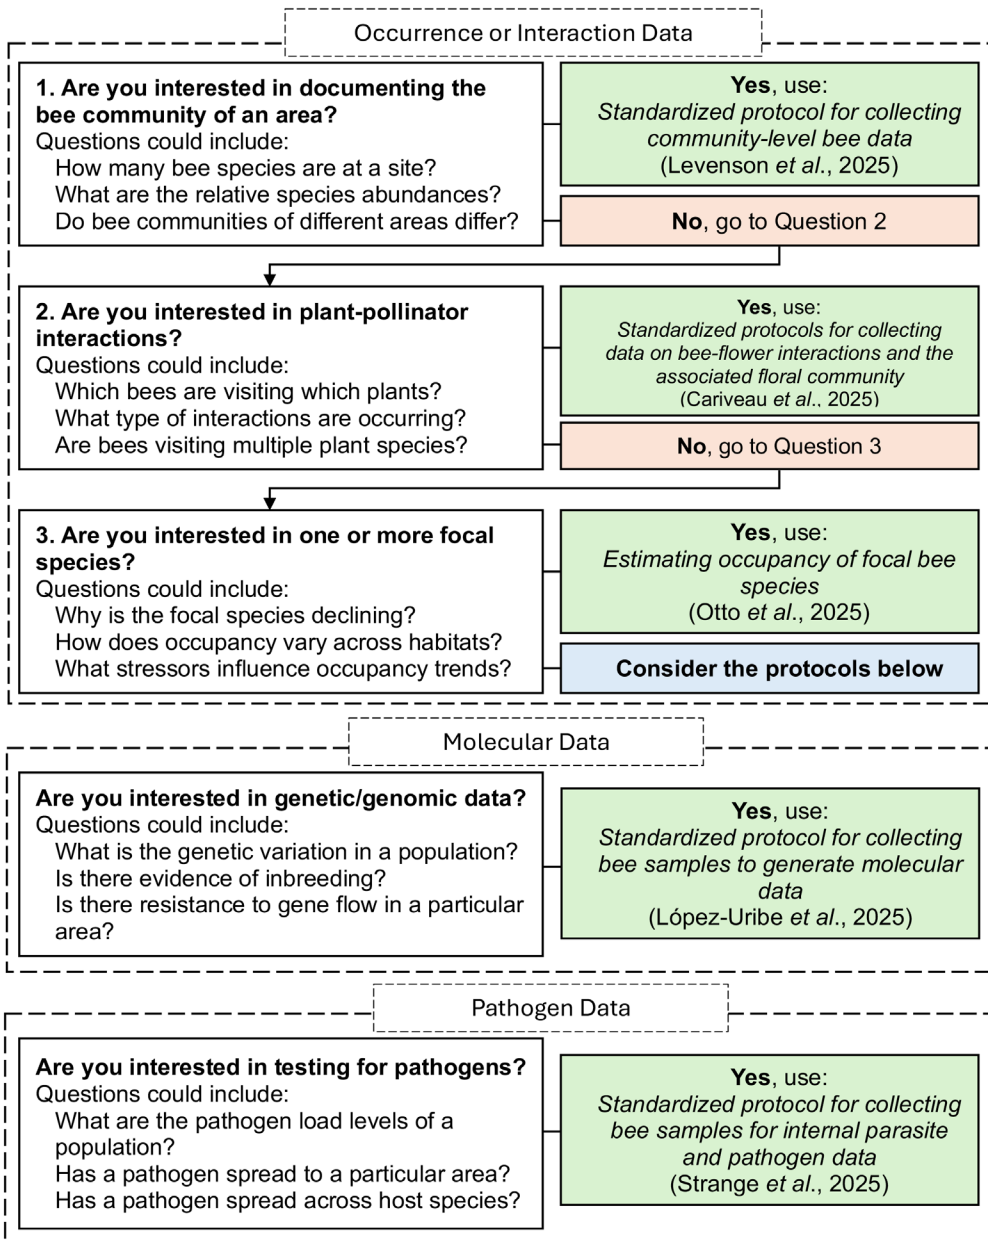 Occurrence or Interaction Data
1. Are you interested in documenting the
bee community of an area?
Questions could include:
How many bee species are at a site?
What are the relative species abundances?
Do bee communities of different areas differ?
Yes, use:
Standardized protocol for collecting
community-level bee data
(Levenson et al., 2025)
No, go to Question 2
2. Are you interested in plant-pollinator
interactions?
Questions could include:
Which bees are visiting which plants?
What type of interactions are occurring?
Are bees visiting multiple plant species?
Yes, use:
Standardized protocols for collecting
data on bee-flower interactions and the
associated floral community
(Cariveau et al., 2025)
No, go to Question 3
3. Are you interested in one or more focal
species?
Questions could include:
Why is the focal species declining?
How does occupancy vary across habitats?
What stressors influence occupancy trends?
Yes, use:
Estimating occupancy of focal bee
species
(Otto et al., 2025)
Consider the protocols below
Molecular Data
Are you interested in genetic/genomic data?
Questions could include:
What is the genetic variation in a population?
Is there evidence of inbreeding?
Is there resistance to gene flow in a particular
area?
Yes, use:
Standardized protocol for collecting
bee samples to generate molecular
data
(López-Uribe et al., 2025)
Pathogen Data
Are you interested in testing for pathogens?
Questions could include:
What are the pathogen load levels of a
population?
Has a pathogen spread to a particular area?
Has a pathogen spread across host species?
Yes, use:
Standardized protocol for collecting
bee samples for internal parasite
and pathogen data
(Strange et al., 2025)